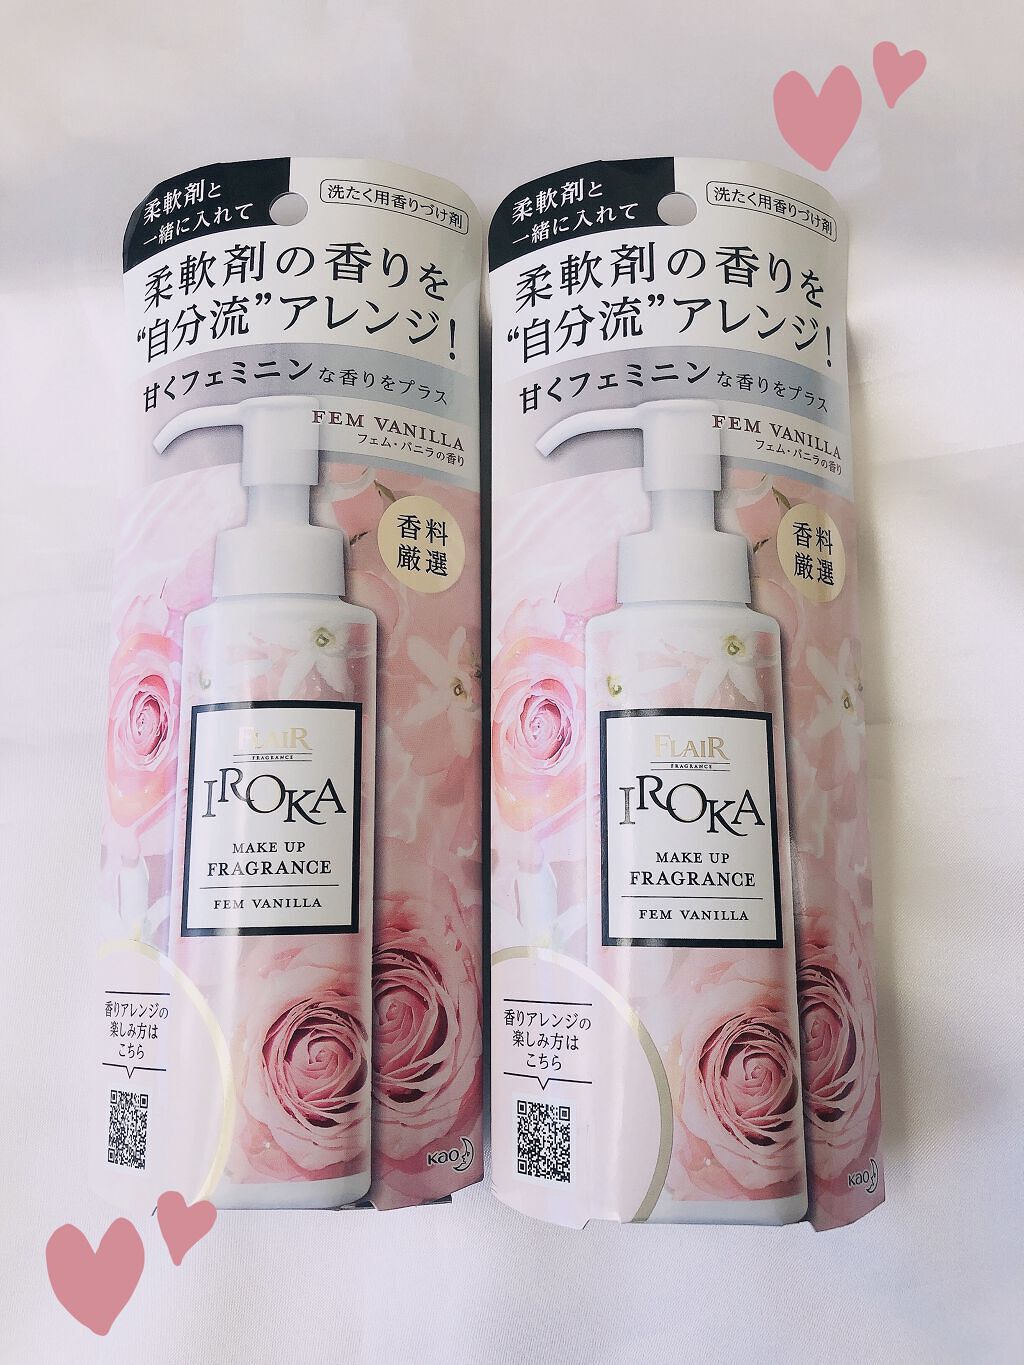 柔軟剤と
一緒に入れて
洗たく用香りづけ剤
柔軟剤の香りを
“自分流”アレンジ!
甘くフェミニンな香りをプラス
FEM VANILLA
フェム・バニラの香り
香料
厳選
FLAIR
FRAGRANCE
IROKA
MAKE UP
FRAGRANCE
FEM VANILLA
香りアレンジの
楽しみ方は
こちら
Kao
柔軟剤と
一緒に入れて
洗たく用香りづけ剤
柔軟剤の香りを
“自分流”アレンジ!
甘くフェミニンな香りをプラス
FEM VANILLA
フェム・バニラの香り
香料
厳選
FLAIR
FRAGRANCE
IROKA
MAKE UP
FRAGRANCE
FEM VANILLA
香りアレンジの
楽しみ方は
こちら
Kao